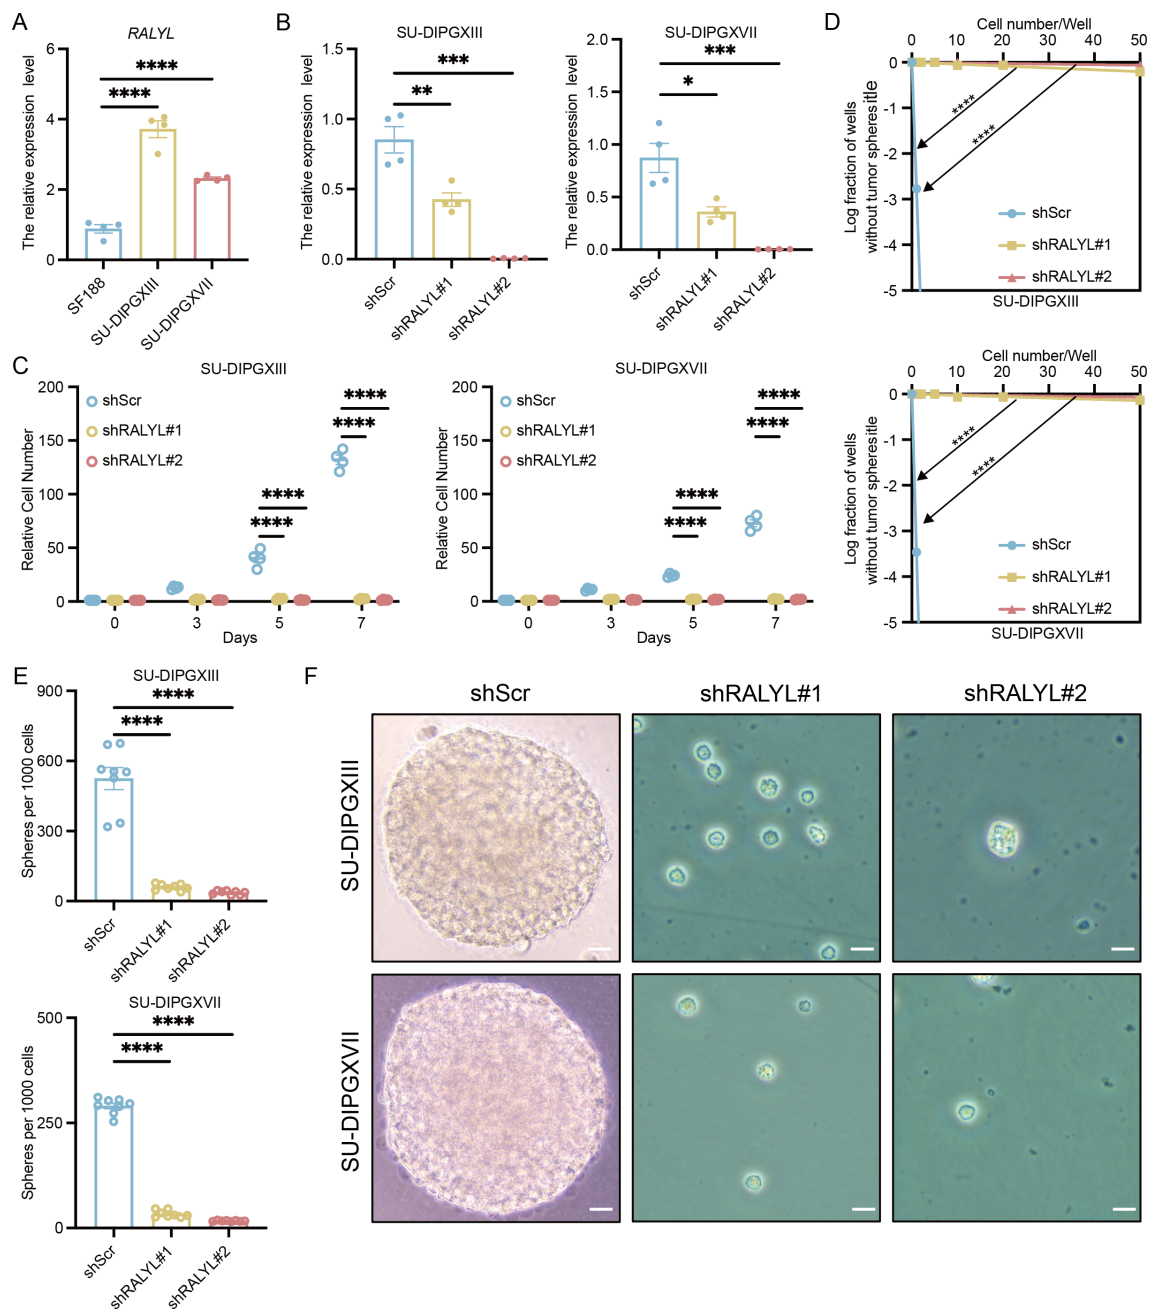 A
RALYL
The relative expression level
6
4
2
0
****
****
SF188
SU-DIPGXIII
SU-DIPGXVII
B
SU-DIPGXIII
The relative expression level
1.5
1.0
0.5
0.0
***
**
shScr
shRALYL#1
shRALYL#2
SU-DIPGXVII
The relative expression level
2.0
1.5
1.0
0.5
0.0
***
*
shScr
shRALYL#1
shRALYL#2
D
Cell number/Well
0 10 20 30 40 50
Log fraction of wells
without tumor spheresitle
0
-1
-2
-3
-4
-5
****
****
shScr
shRALYL#1
shRALYL#2
SU-DIPGXIII
Cell number/Well
0 10 20 30 40 50
Log fraction of wells
without tumor spheresitle
0
-1
-2
-3
-4
-5
****
****
shScr
shRALYL#1
shRALYL#2
SU-DIPGXVII
C
SU-DIPGXIII
Relative Cell Number
200
150
100
50
0
shScr
shRALYL#1
shRALYL#2
****
****
****
****
0 3 5 7
Days
SU-DIPGXVII
Relative Cell Number
200
150
100
50
0
shScr
shRALYL#1
shRALYL#2
****
****
****
****
0 3 5 7
Days
E
SU-DIPGXIII
Spheres per 1000 cells
900
600
300
0
****
****
shScr
shRALYL#1
shRALYL#2
SU-DIPGXVII
Spheres per 1000 cells
500
250
0
****
****
shScr
shRALYL#1
shRALYL#2
F
shScr shRALYL#1 shRALYL#2
SU-DIPGXIII
SU-DIPGXVII